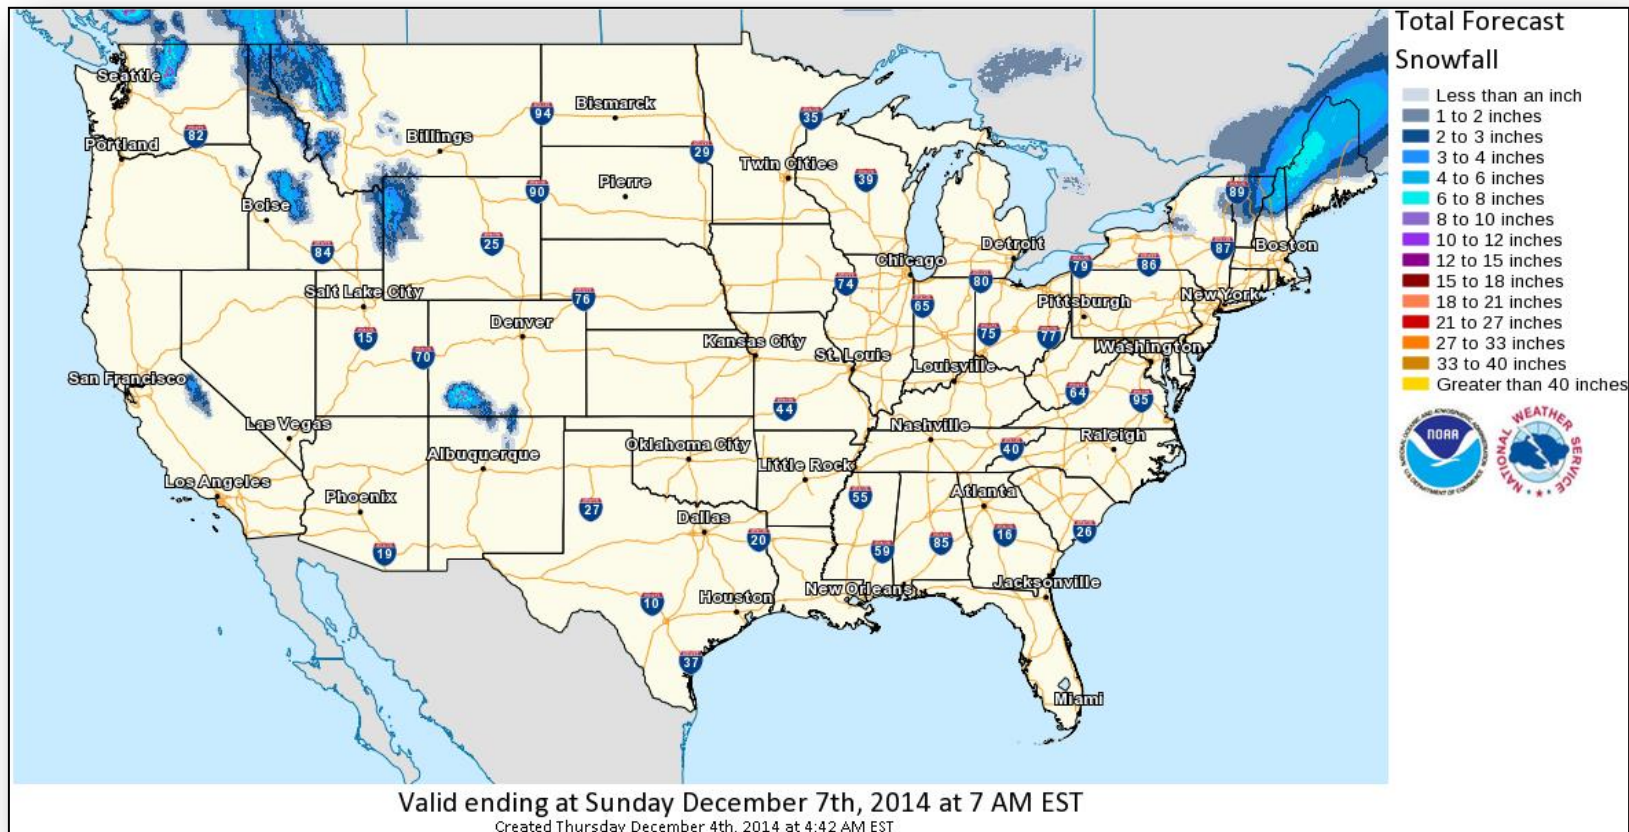 Total Forecast
Snowfall
Less than an inch
1 to 2 inches
2 to 3 inches
3 to 4 inches
4 to 6 inches
6 to 8 inches
8 to 10 inches
10 to 12 inches
12 to 15 inches
15 to 18 inches
18 to 21 inches
21 to 27 inches
27 to 33 inches
33 to 40 inches
Greater than 40 inches
NOAA
NATIONAL WEATHER SERVICE
Seattle
Portland
82
Billings
94
Bismarck
35
29
Twin Cities
39
90
Pierre
Boise
84
25
89
87
Boston
Detroit
Chicago
79
86
80
74
65
Salt Lake City
76
Pittsburgh
New York
15
Denver
70
Kansas City
St. Louis
75
77
Washington
Louisville
San Francisco
64
95
44
Las Vegas
Albuquerque
Oklahoma City
Nashville
40
Raleigh
Little Rock
Los Angeles
Phoenix
27
55
Atlanta
Dallas
20
19
59
85
16
26
Jacksonville
New Orleans
Houston
10
37
Miami
Valid ending at Sunday December 7th, 2014 at 7 AM EST
Created Thursday December 4th, 2014 at 4:42 AM EST